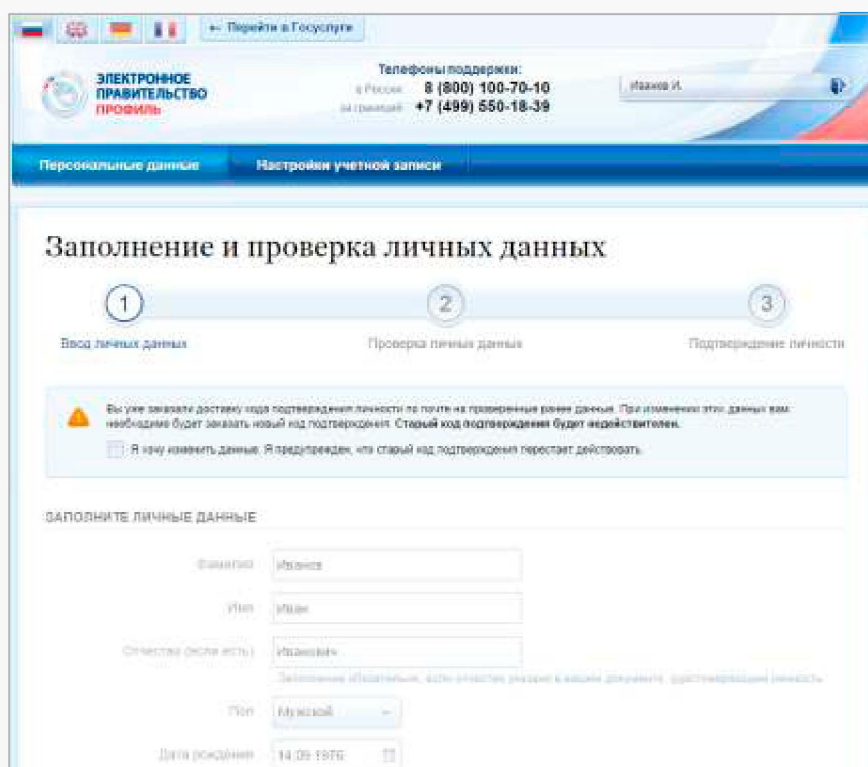 ← Перейти в Госуслуги
ЭЛЕКТРОННОЕ
ПРАВИТЕЛЬСТВО
ПРОФИЛЬ
Телефоны поддержки:
в России 8 (800) 100-70-10
за границей +7 (499) 550-18-39
Иванов И.
Персональные данные Настройки учетной записи
Заполнение и проверка личных данных
1 2 3
Ввод личных данных Проверка личных данных Подтверждение личности
Вы уже заказали доставку кода подтверждения личности по почте на проверенные ранее данные. При изменении этих данных вам
необходимо будет заказать новый код подтверждения. Старый код подтверждения будет недействителен.
Я хочу изменить данные. Я предупрежден, что старый код подтверждения перестает действовать.
ЗАПОЛНИТЕ ЛИЧНЫЕ ДАННЫЕ
Фамилия Иванов
Имя Иван
Отчество (если есть) Иванович
Заполнение обязательно, если отчество указано в вашем документе, удостоверяющем личность
Пол Мужской
Дата рождения 14.09.1976